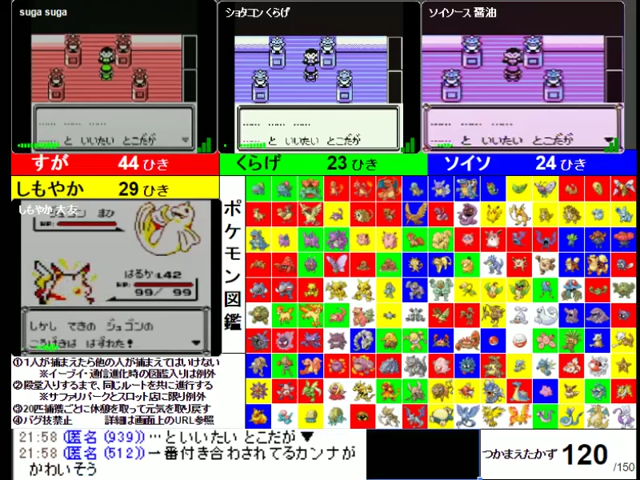 suga suga
ショタコン くらげ
ソイソース 醤油
…… ……
と いいたい とこだが
…… ……
と いいたい とこだが
…… ……
と いいたい とこだが
すが 44 ひき
くらげ 23 ひき
ソイソ 24 ひき
しもやか 29 ひき
しもやか 大友
まひ
HP:
はるか :L42
HP:
99/ 99
しかし てきの ジュゴンの
こうげきは はずれた!
ポケモン図鑑
①1人が捕まえたら他の人が捕まえてはいけない
※イーブイ・通信進化時の図鑑入りは例外
②殿堂入りするまで、同じルート共に進行する
※サファリパークとスロット店に限り例外
③20匹捕獲ごとに休憩を取って元気を取り戻す
④バグ技禁止 詳細は画面上のURL参照
21:58 (匿名 (939)) …といいたい とこだが▼
21:58 (匿名 (512)) 一番付き合わされてるカンナが
かわいそう
つかまえたかず 120 /150